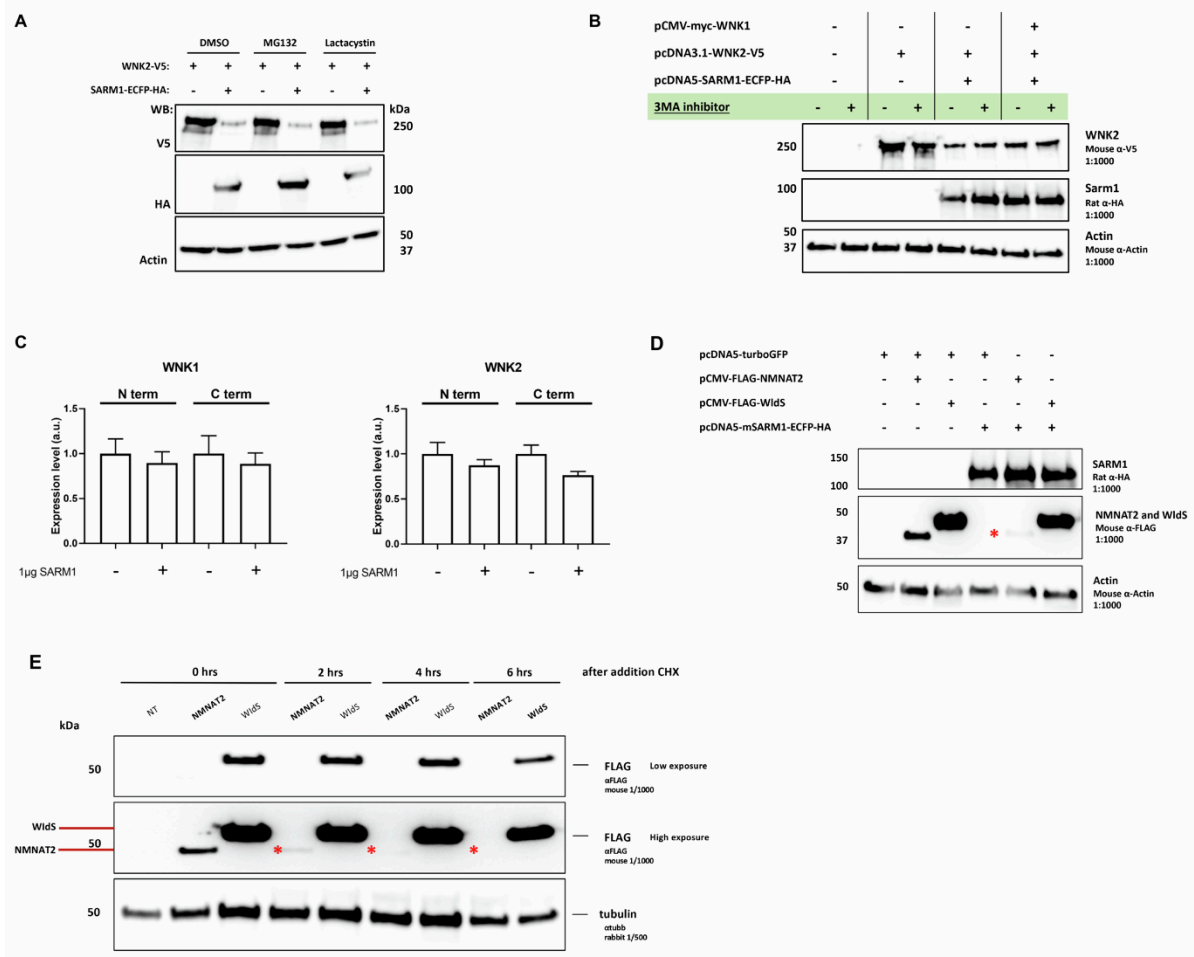 A
DMSO MG132 Lactacystin
WNK2-V5: + + + + + +
SARM1-ECFP-HA: - + - + - +
WB: kDa
250
V5
100
HA
50
37
Actin
B
pCMV-myc-WNK1 - - - +
pcDNA3.1-WNK2-V5 - + + +
pcDNA5-SARM1-ECFP-HA - - + +
3MA inhibitor - + - + - + - +
250
WNK2
Mouse α-V5
1:1000
100
Sarm1
Rat α-HA
1:1000
50
37
Actin
Mouse α-Actin
1:1000
C
WNK1
N term C term
Expression level (a.u.)
1.5
1.0
0.5
0.0
1μg SARM1 - + - +
WNK2
N term C term
Expression level (a.u.)
1.5
1.0
0.5
0.0
1μg SARM1 - + - +
D
pcDNA5-turboGFP + + + + - -
pCMV-FLAG-NMNAT2 - + - - + -
pCMV-FLAG-WldS - - + - - +
pcDNA5-mSARM1-ECFP-HA - - - + + +
150
100
SARM1
Rat α-HA
1:1000
50
37
*
NMNAT2 and WldS
Mouse α-FLAG
1:1000
50
Actin
Mouse α-Actin
1:1000
E
0 hrs 2 hrs 4 hrs 6 hrs after addition CHX
NT NMNAT2 WldS NMNAT2 WldS NMNAT2 WldS NMNAT2 WldS
kDa
50
FLAG Low exposure
αFLAG
mouse 1/1000
WldS
50
NMNAT2
* * *
FLAG High exposure
αFLAG
mouse 1/1000
50
tubulin
αtubb
rabbit 1/500